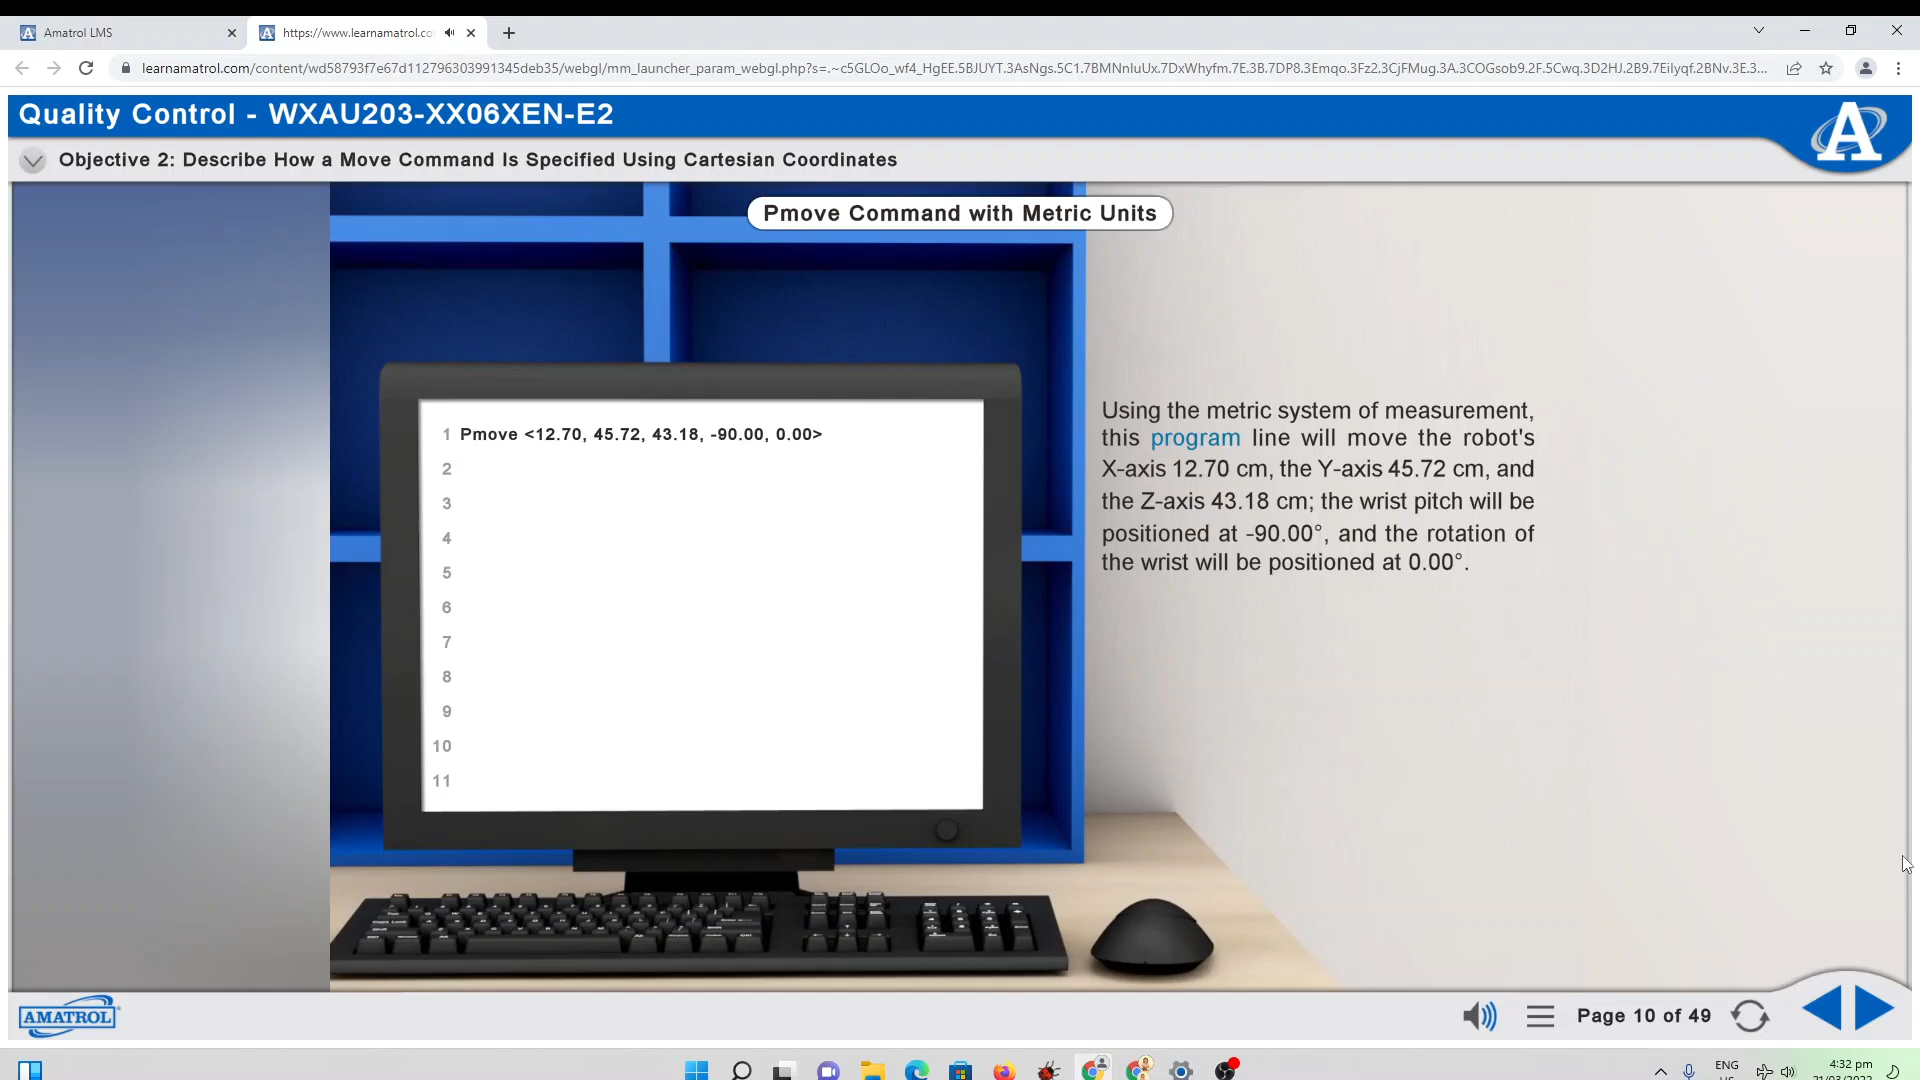 Amatrol LMS
https://www.learnamatrol.co
learnamatrol.com/content/wd58793f7e67d112796303991345deb35/webgl/mm_launcher_param_webgl.php?s=.~c5GLOo_wf4_HgEE.5BJUYT.3AsNgs.5C1.7BMNnIuUx.7DxWhyfm.7E.3B.7DP8.3Emqo.3Fz2.3CjFMug.3A.3COGsob9.2F.5Cwq.3D2HJ.2B9.7Eilyqf.2BNv.3E.3...
Quality Control - WXAU203-XX06XEN-E2
Objective 2: Describe How a Move Command Is Specified Using Cartesian Coordinates
Pmove Command with Metric Units
1 Pmove <12.70, 45.72, 43.18, -90.00, 0.00>
2
3
4
5
6
7
8
9
10
11
Using the metric system of measurement,
this program line will move the robot's
X-axis 12.70 cm, the Y-axis 45.72 cm, and
the Z-axis 43.18 cm; the wrist pitch will be
positioned at -90.00°, and the rotation of
the wrist will be positioned at 0.00°.
AMATROL
Page 10 of 49
ENG
4:32 pm